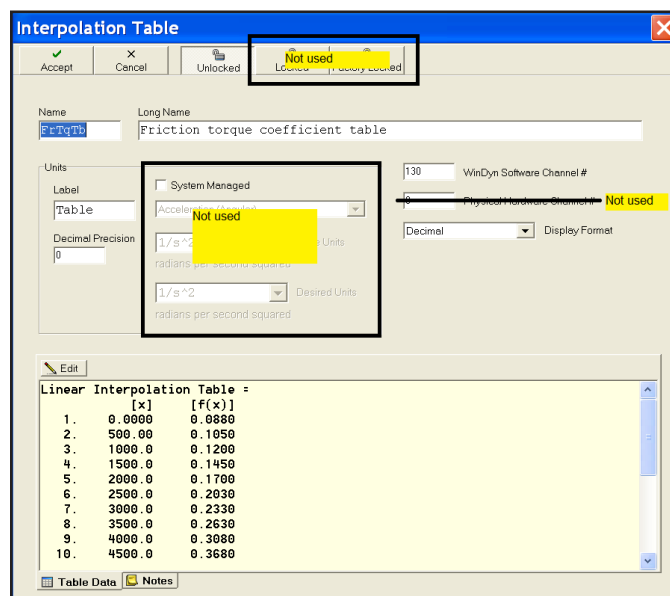 Interpolation Table
Accept Cancel Unlocked Not used
Name Long Name
FrTqTb Friction torque coefficient table
Units
Label
Table
Decimal Precision
0
System Managed
Acceleration (Angular)
Not used
1/s^2 Units
radians per second squared
1/s^2 Desired Units
radians per second squared
130 WinDyn Software Channel #
0 Physical Hardware Channel # Not used
Decimal Display Format
Edit
Linear Interpolation Table =
[x] [f(x)]
1. 0.0000 0.0880
2. 500.00 0.1050
3. 1000.0 0.1200
4. 1500.0 0.1450
5. 2000.0 0.1700
6. 2500.0 0.2030
7. 3000.0 0.2330
8. 3500.0 0.2630
9. 4000.0 0.3080
10. 4500.0 0.3680
Table Data Notes